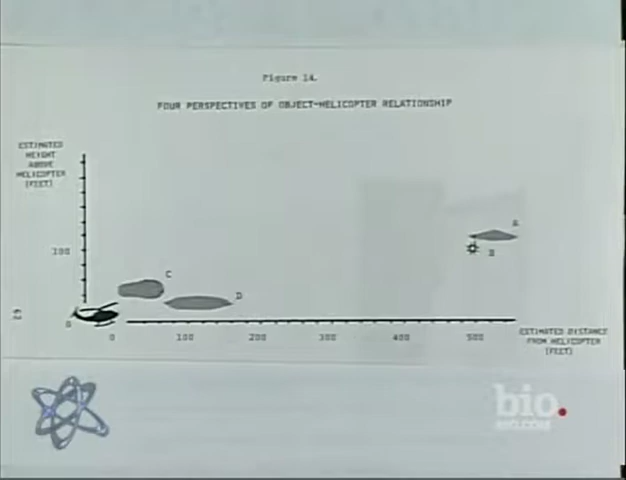 Figure 14.
FOUR PERSPECTIVES OF OBJECT-HELICOPTER RELATIONSHIP
ESTIMATED
HEIGHT
ABOVE
HELICOPTER
(FEET)
A
100
B
C
D
62
0
0 100 200 300 400 500
ESTIMATED DISTANCE
FROM HELICOPTER
(FEET)
bio.